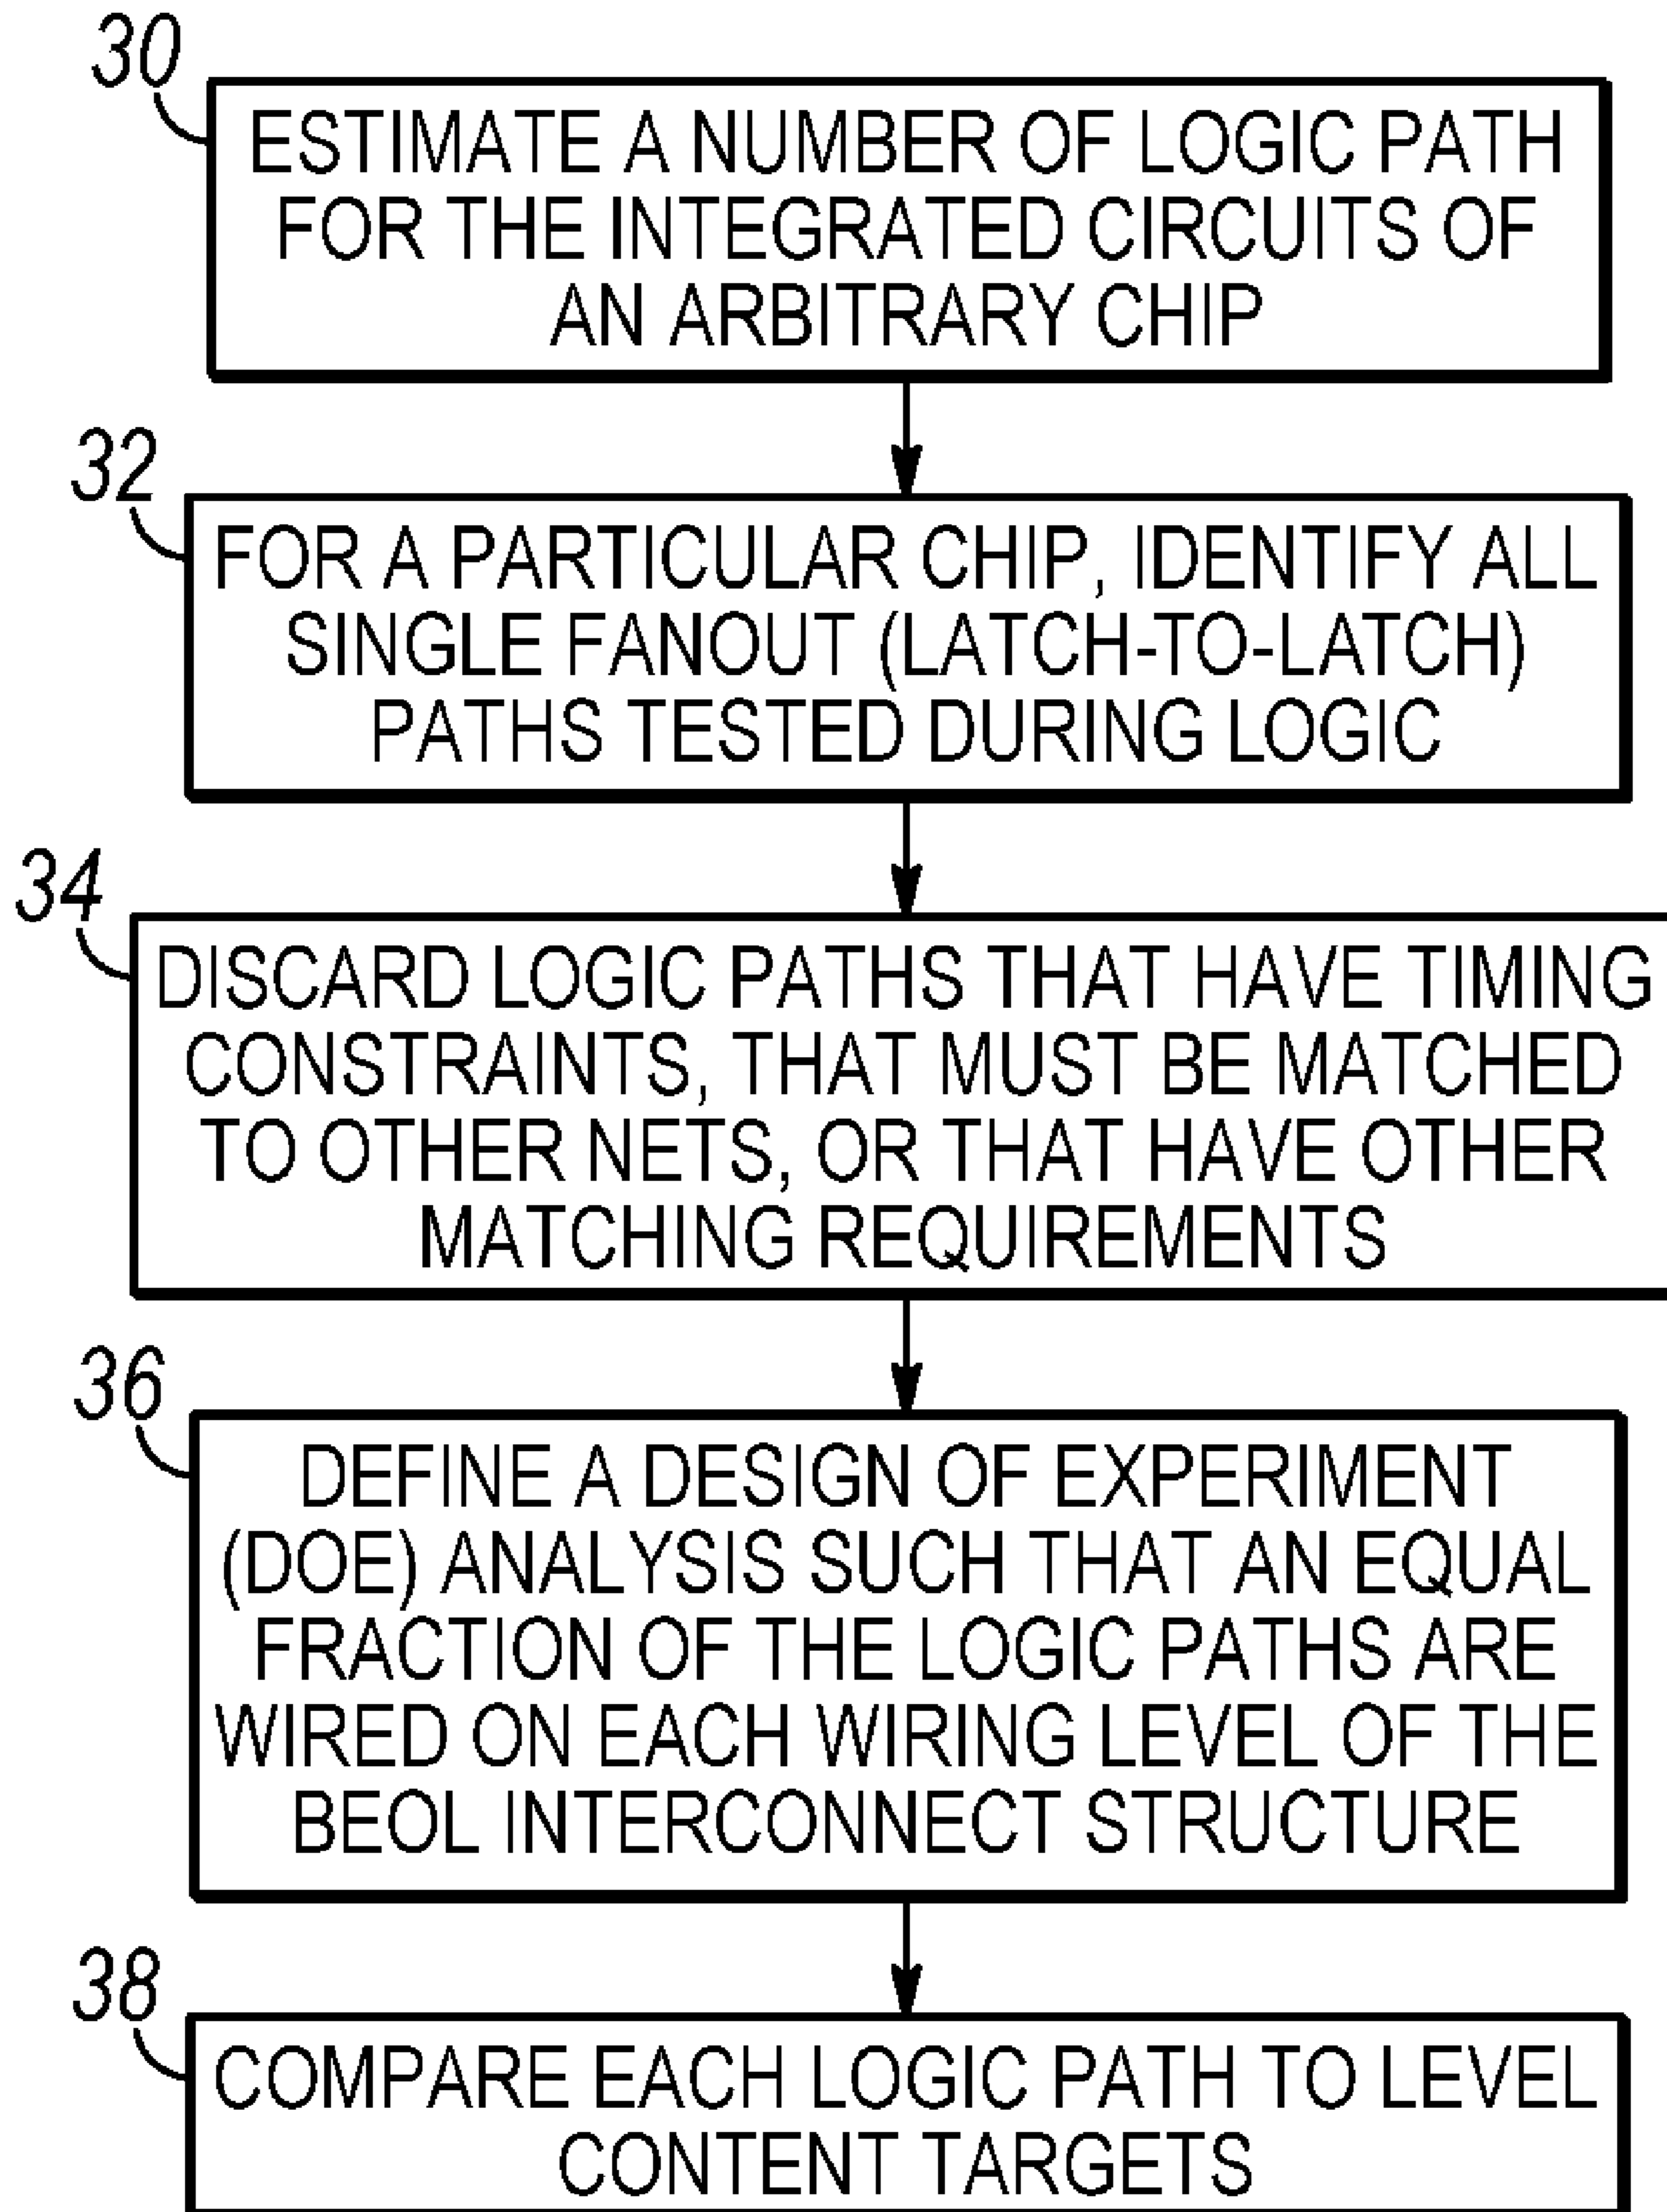 30
ESTIMATE A NUMBER OF LOGIC PATH
FOR THE INTEGRATED CIRCUITS OF
AN ARBITRARY CHIP
32
FOR A PARTICULAR CHIP, IDENTIFY ALL
SINGLE FANOUT (LATCH-TO-LATCH)
PATHS TESTED DURING LOGIC
34
DISCARD LOGIC PATHS THAT HAVE TIMING
CONSTRAINTS, THAT MUST BE MATCHED
TO OTHER NETS, OR THAT HAVE OTHER
MATCHING REQUIREMENTS
36
DEFINE A DESIGN OF EXPERIMENT
(DOE) ANALYSIS SUCH THAT AN EQUAL
FRACTION OF THE LOGIC PATHS ARE
WIRED ON EACH WIRING LEVEL OF THE
BEOL INTERCONNECT STRUCTURE
38
COMPARE EACH LOGIC PATH TO LEVEL
CONTENT TARGETS